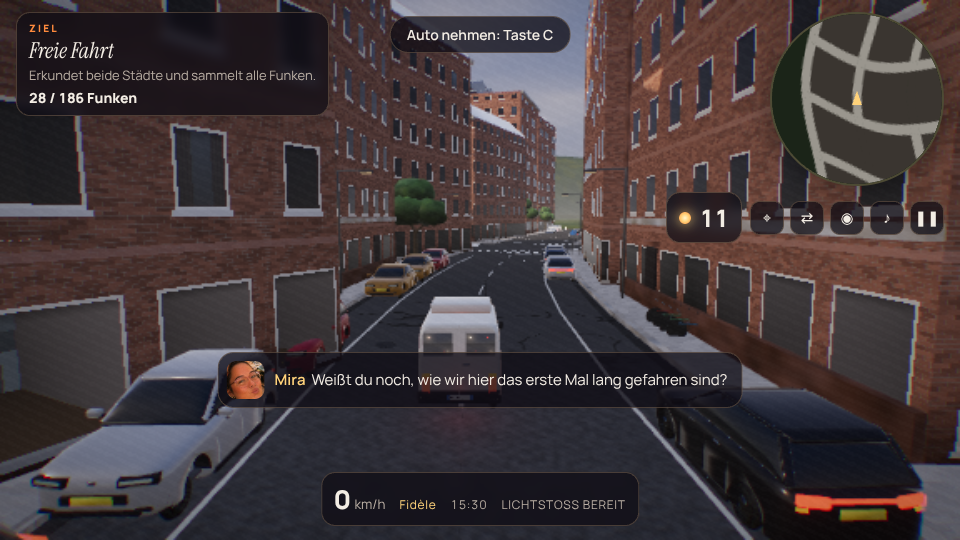 ZIEL
Freie Fahrt
Erkundet beide Städte und sammelt alle Funken.
28 / 186 Funken
Auto nehmen: Taste C
11
Mira Weißt du noch, wie wir hier das erste Mal lang gefahren sind?
0 km/h Fidèle 15:30 LICHTSTOSS BEREIT